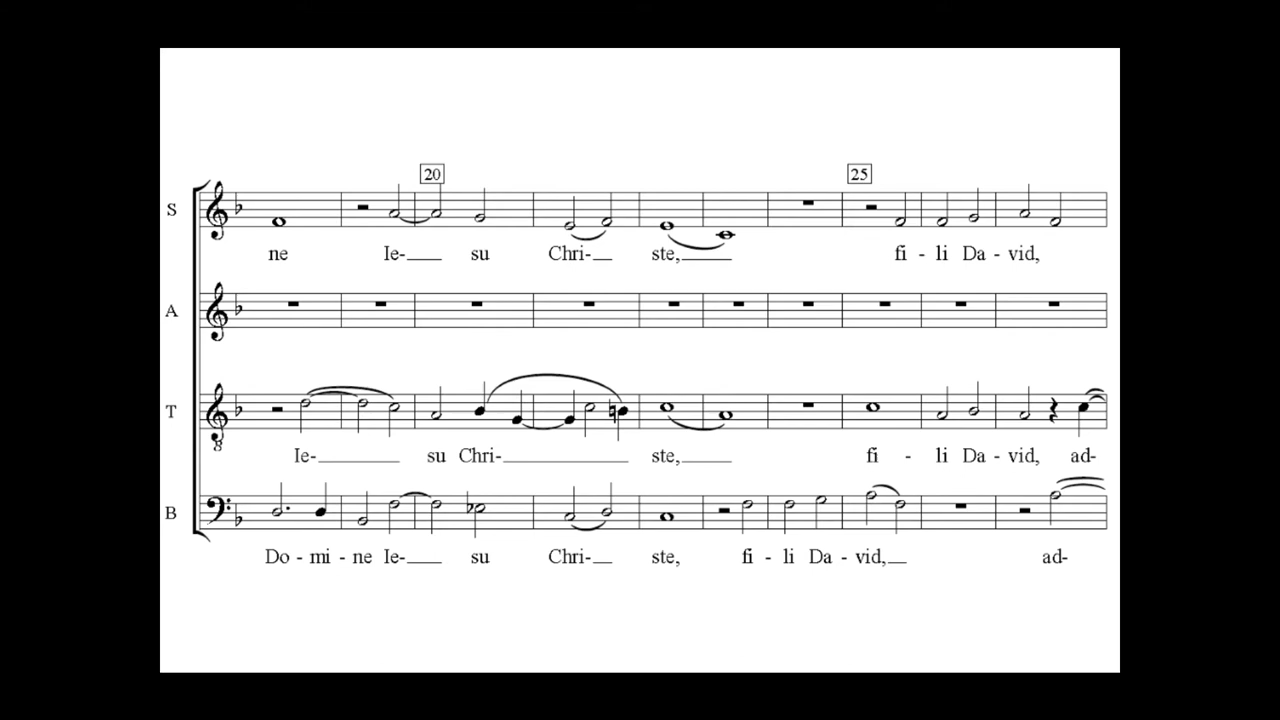 20 25
S
ne Ie- su Chri- ste, fi - li Da - vid,
A
T
8
Ie- su Chri- ste, fi - li Da - vid, ad-
B
Do - mi - ne Ie- su Chri- ste, fi - li Da - vid, ad-